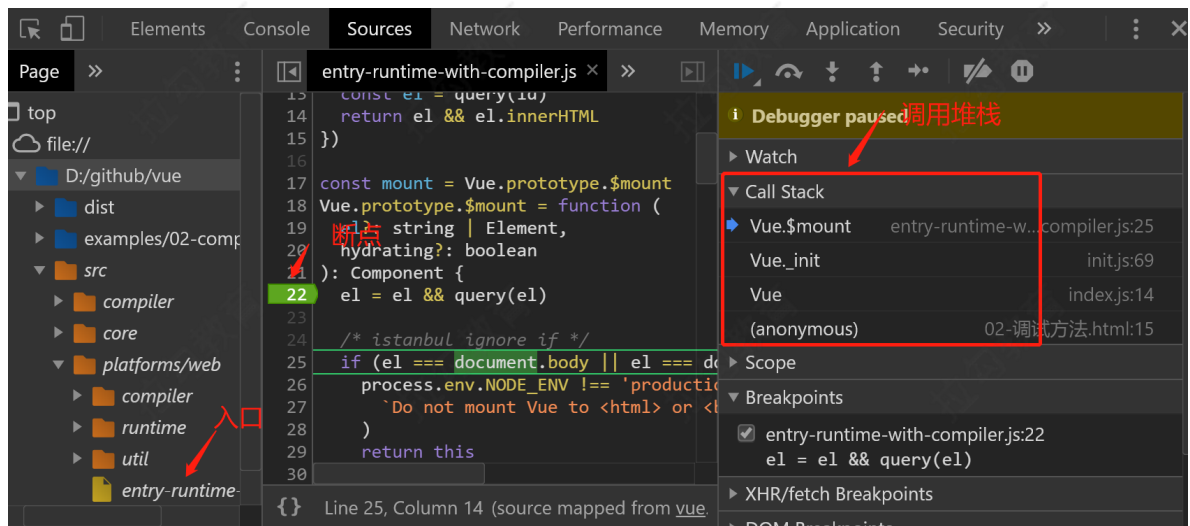 Elements Console Sources Network Performance Memory Application Security »
Page »
entry-runtime-with-compiler.js × »
top
file://
D:/github/vue
dist
examples/02-comp
src
compiler
core
platforms/web
compiler
runtime
入口
util
entry-runtime-
13 const el = query(id)
14 return el && el.innerHTML
15 })
16
17 const mount = Vue.prototype.$mount
18 Vue.prototype.$mount = function (
19 string | Element,
断点
20 hydrating?: boolean
21 ): Component {
22 el = el && query(el)
23
24 /* istanbul ignore if */
25 if (el === document.body || el === do
26 process.env.NODE_ENV !== 'productio
27 `Do not mount Vue to <html> or <b
28 )
29 return this
30
{} Line 25, Column 14 (source mapped from vue.
Debugger paused
调用堆栈
Watch
Call Stack
Vue.$mount entry-runtime-w...compiler.js:25
Vue._init init.js:69
Vue index.js:14
(anonymous) 02-调试方法.html:15
Scope
Breakpoints
entry-runtime-with-compiler.js:22
el = el && query(el)
XHR/fetch Breakpoints
DOM Breakpoints